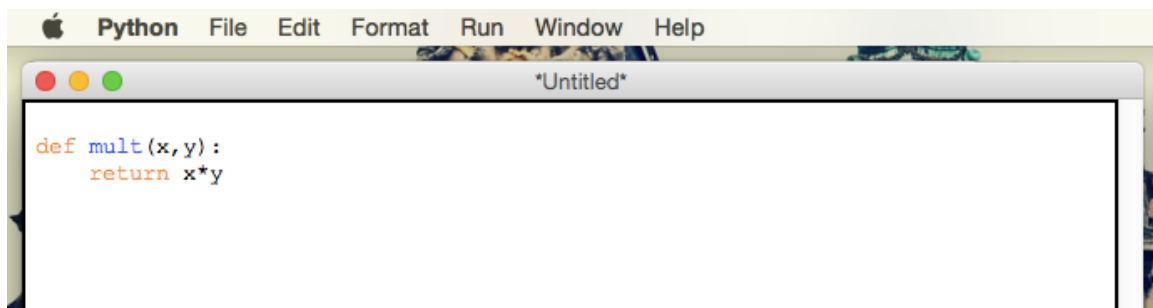 Python File Edit Format Run Window Help
*Untitled*
def mult(x,y):
    return x*y